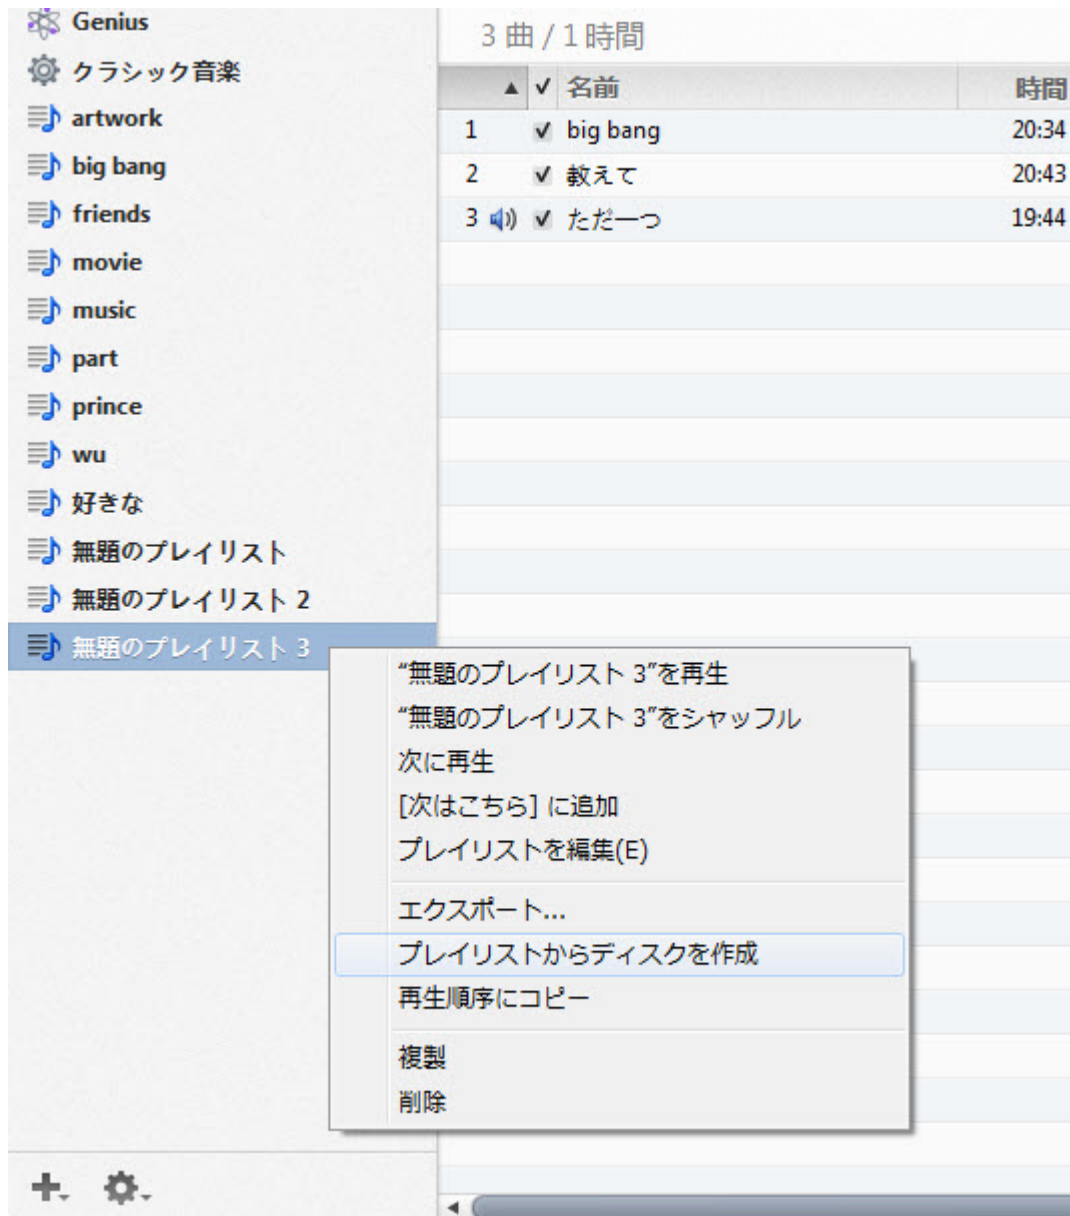 Genius
クラシック音楽
artwork
big bang
friends
movie
music
part
prince
wu
好きな
無題のプレイリスト
無題のプレイリスト 2
無題のプレイリスト 3
3 曲 / 1 時間
名前 時間
1 big bang 20:34
2 教えて 20:43
3 ただ一つ 19:44
“無題のプレイリスト 3”を再生
“無題のプレイリスト 3”をシャッフル
次に再生
[次はこちら] に追加
プレイリストを編集(E)
エクスポート...
プレイリストからディスクを作成
再生順序にコピー
複製
削除